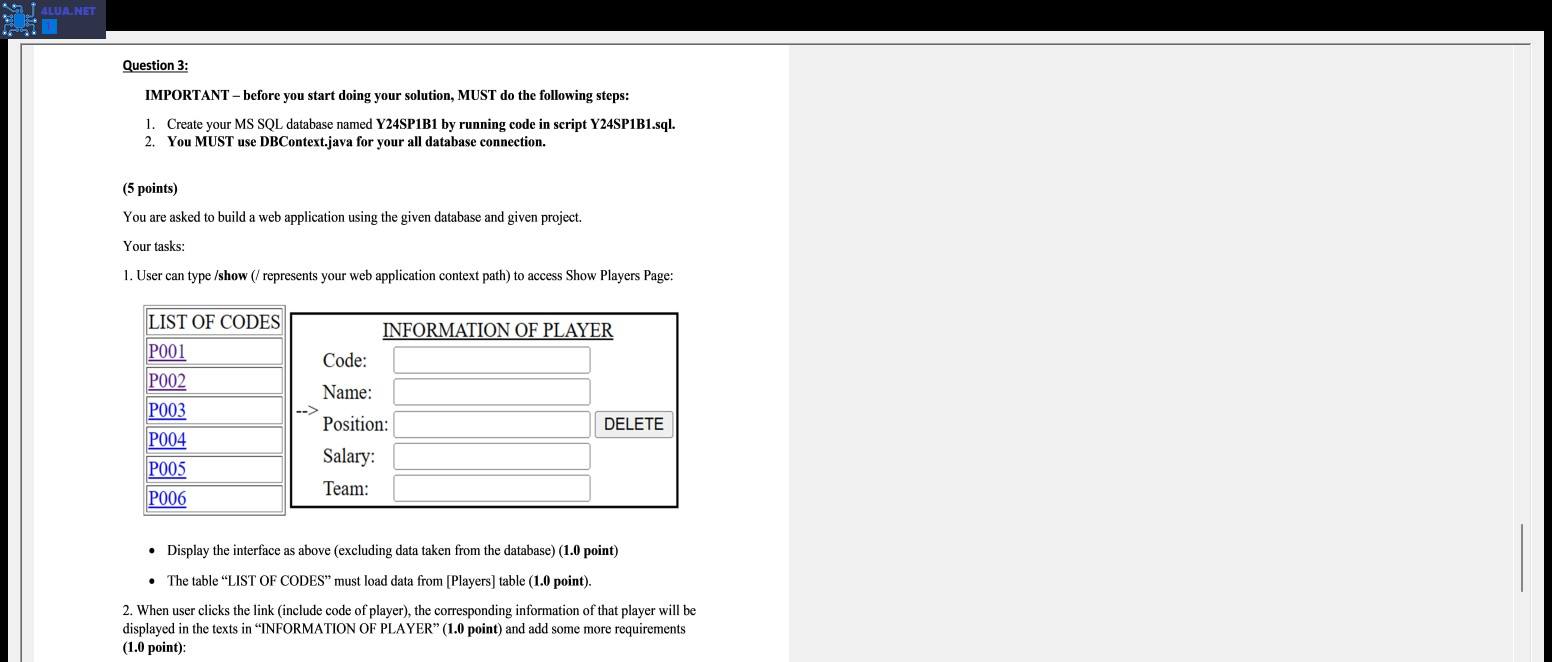 4LUA.NET
Question 3:
IMPORTANT – before you start doing your solution, MUST do the following steps:
1. Create your MS SQL database named Y24SP1B1 by running code in script Y24SP1B1.sql.
2. You MUST use DBContext.java for your all database connection.
(5 points)
You are asked to build a web application using the given database and given project.
Your tasks:
1. User can type /show (/ represents your web application context path) to access Show Players Page:
LIST OF CODES
P001
P002
P003
P004
P005
P006
-->
INFORMATION OF PLAYER
Code:
Name:
Position:
DELETE
Salary:
Team:
• Display the interface as above (excluding data taken from the database) (1.0 point)
• The table “LIST OF CODES” must load data from [Players] table (1.0 point).
2. When user clicks the link (include code of player), the corresponding information of that player will be
displayed in the texts in “INFORMATION OF PLAYER” (1.0 point) and add some more requirements
(1.0 point):